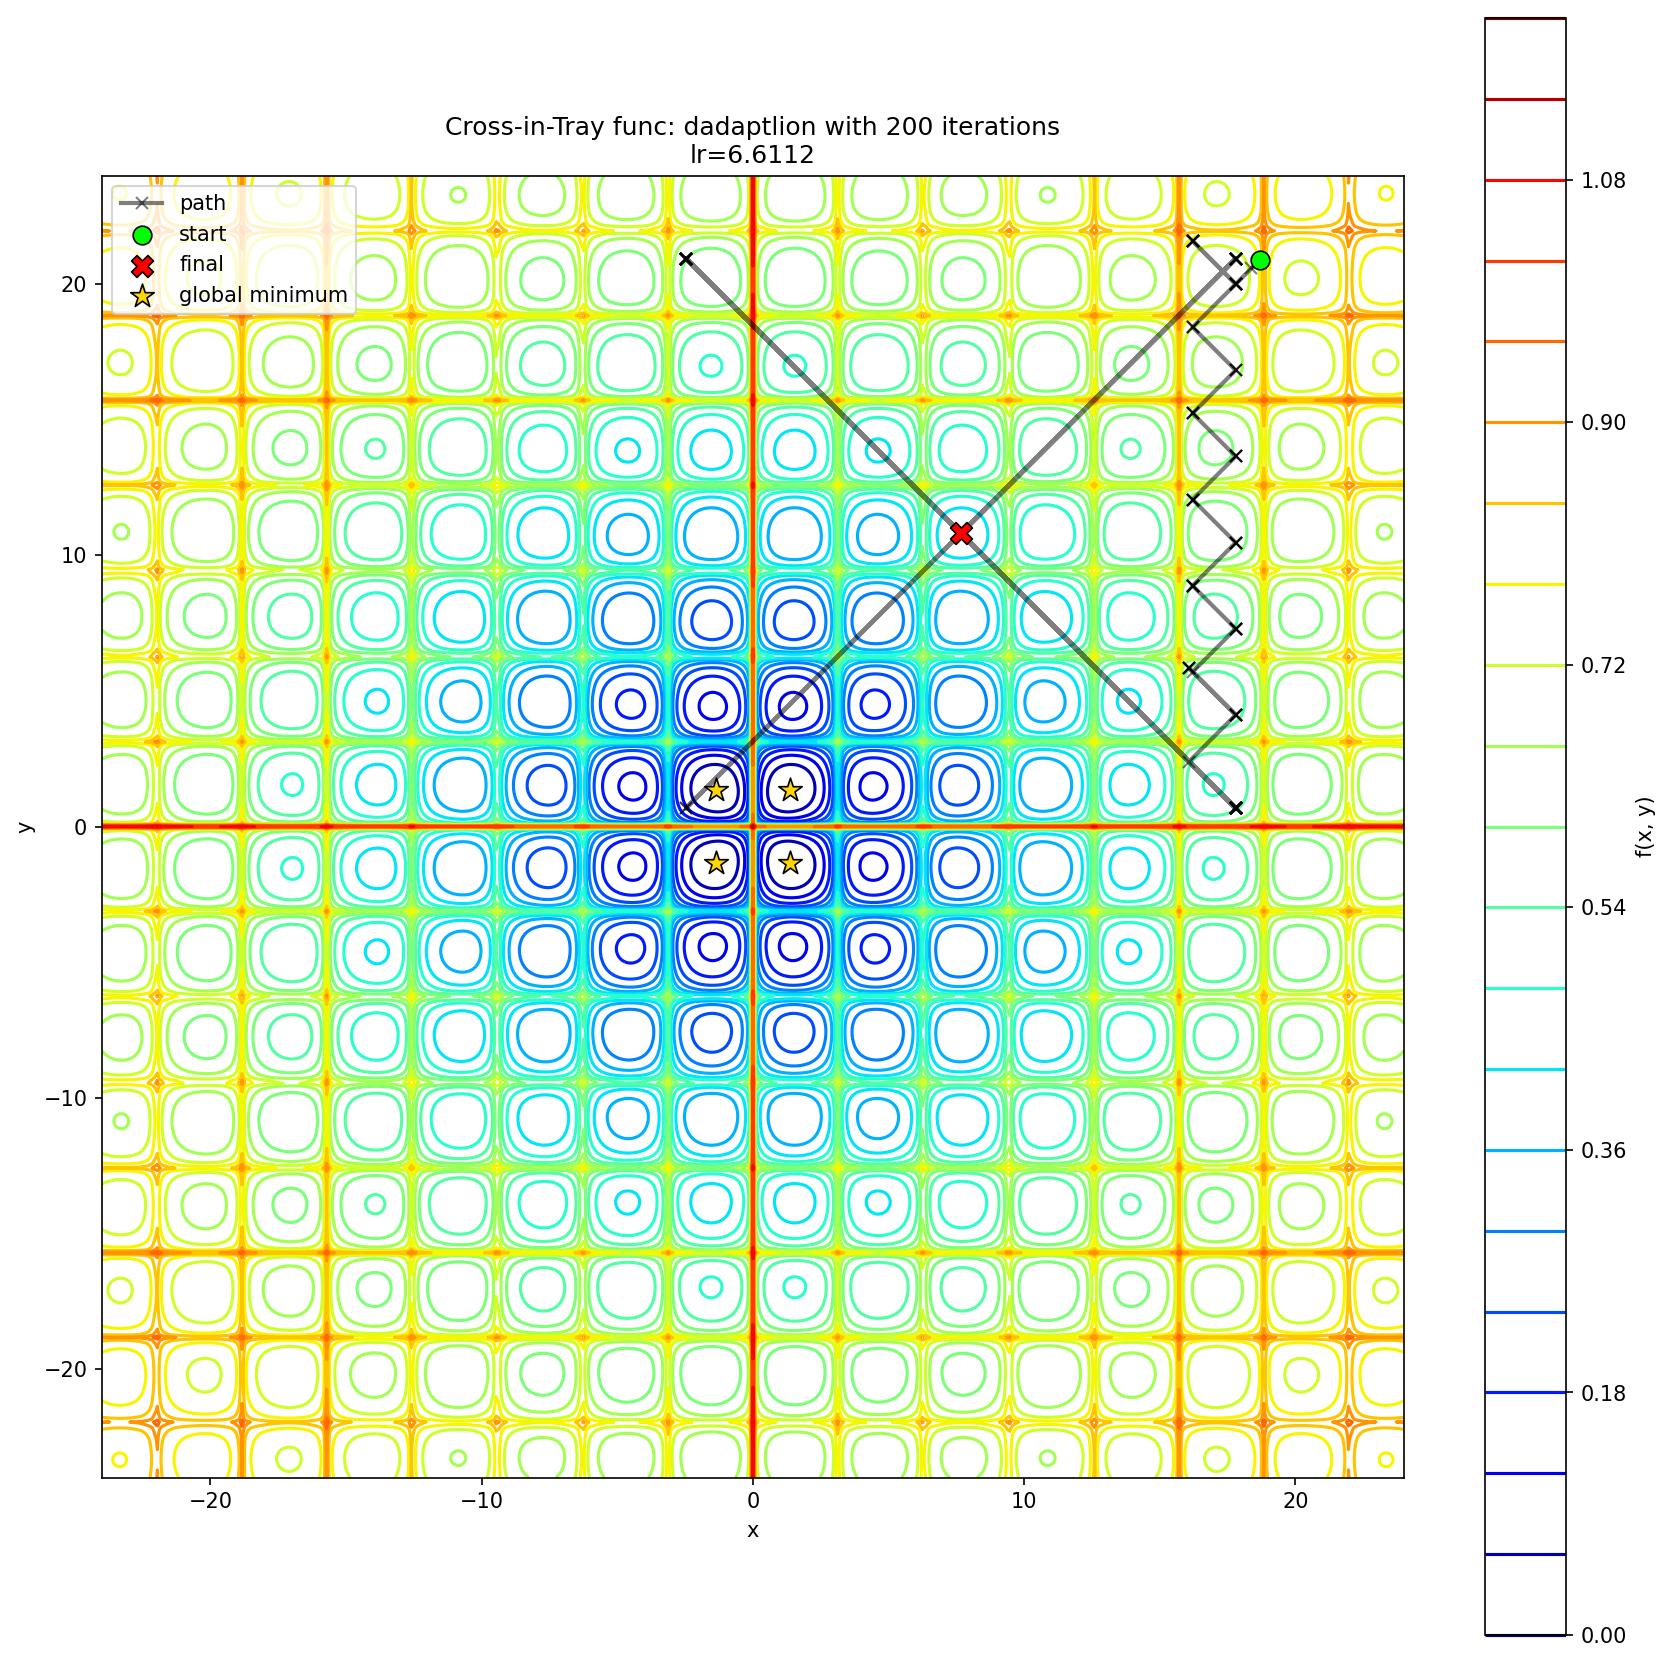 Cross-in-Tray func: dadaptlion with 200 iterations
lr=6.6112
path
start
final
global minimum
20
10
0
−10
−20
y
−20
−10
0
10
20
x
1.08
0.90
0.72
0.54
0.36
0.18
0.00
f(x, y)